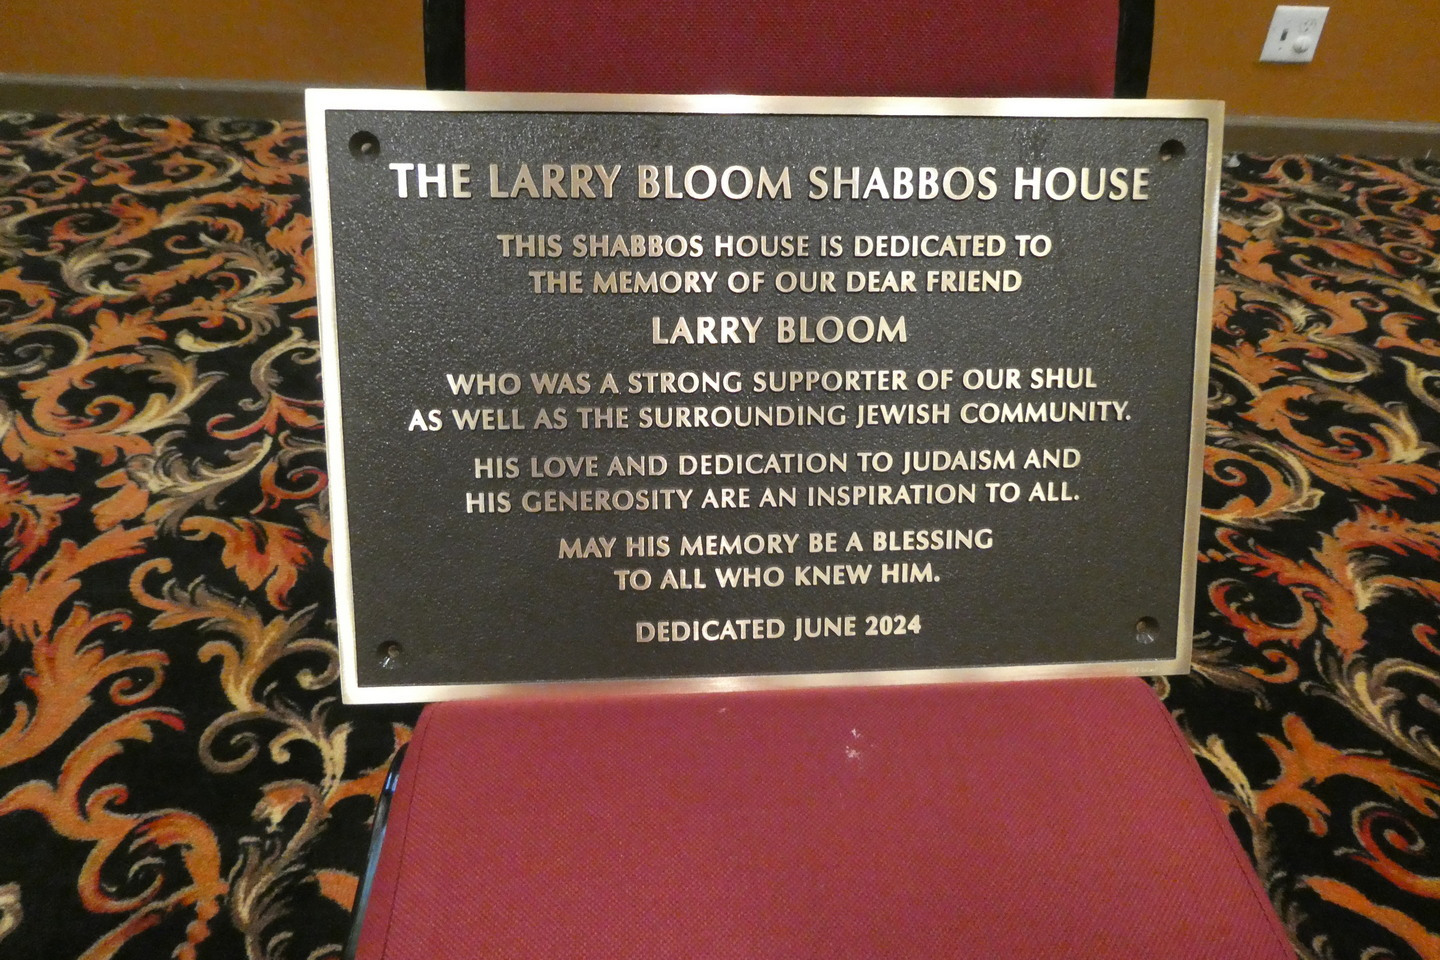 THE LARRY BLOOM SHABBOS HOUSE
THIS SHABBOS HOUSE IS DEDICATED TO
THE MEMORY OF OUR DEAR FRIEND
LARRY BLOOM
WHO WAS A STRONG SUPPORTER OF OUR SHUL
AS WELL AS THE SURROUNDING JEWISH COMMUNITY.
HIS LOVE AND DEDICATION TO JUDAISM AND
HIS GENEROSITY ARE AN INSPIRATION TO ALL.
MAY HIS MEMORY BE A BLESSING
TO ALL WHO KNEW HIM.
DEDICATED JUNE 2024